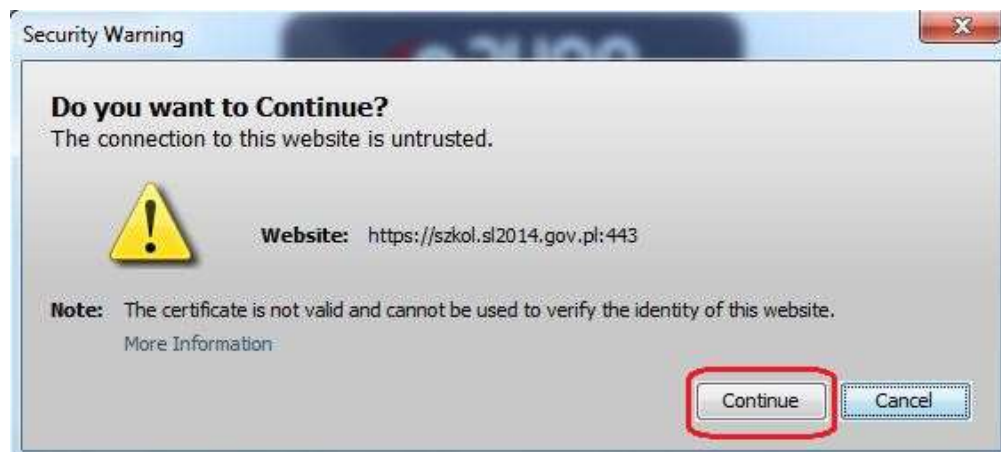 Security Warning
Do you want to Continue?
The connection to this website is untrusted.
Website: https://szkol.sl2014.gov.pl:443
Note: The certificate is not valid and cannot be used to verify the identity of this website.
More Information
Continue Cancel